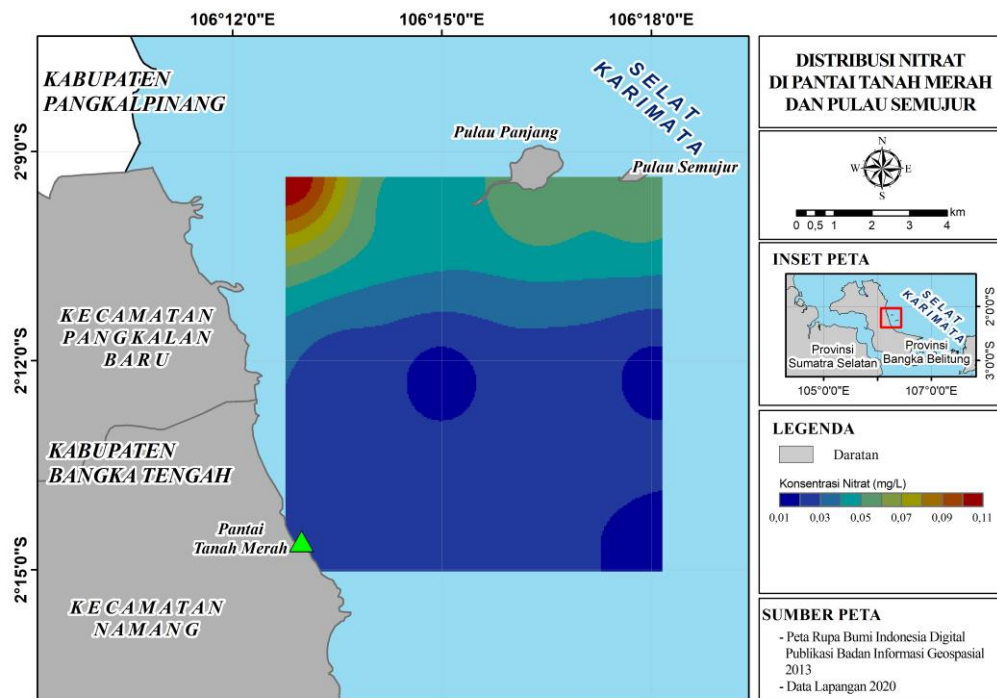 106°12'0"E
106°15'0"E
106°18'0"E
2°9'0"S
2°12'0"S
2°15'0"S
KABUPATEN
PANGKALPINANG
SELAT
KARIMATA
Pulau Panjang
Pulau Semujur
KECAMATAN
PANGKALAN
BARU
KABUPATEN
BANGKA TENGAH
Pantai
Tanah Merah
KECAMATAN
NAMANG
DISTRIBUSI NITRAT
DI PANTAI TANAH MERAH
DAN PULAU SEMUJUR
N
W E
S
km
0 0,5 1 2 3 4
INSET PETA
SELAT
KARIMATA
Provinsi
Sumatra Selatan
Provinsi
Bangka Belitung
2°0'0"S
3°0'0"S
105°0'0"E
107°0'0"E
LEGENDA
Daratan
Konsentrasi Nitrat (mg/L)
0,01 0,03 0,05 0,07 0,09 0,11
SUMBER PETA
- Peta Rupa Bumi Indonesia Digital
Publikasi Badan Informasi Geospasial
2013
- Data Lapangan 2020